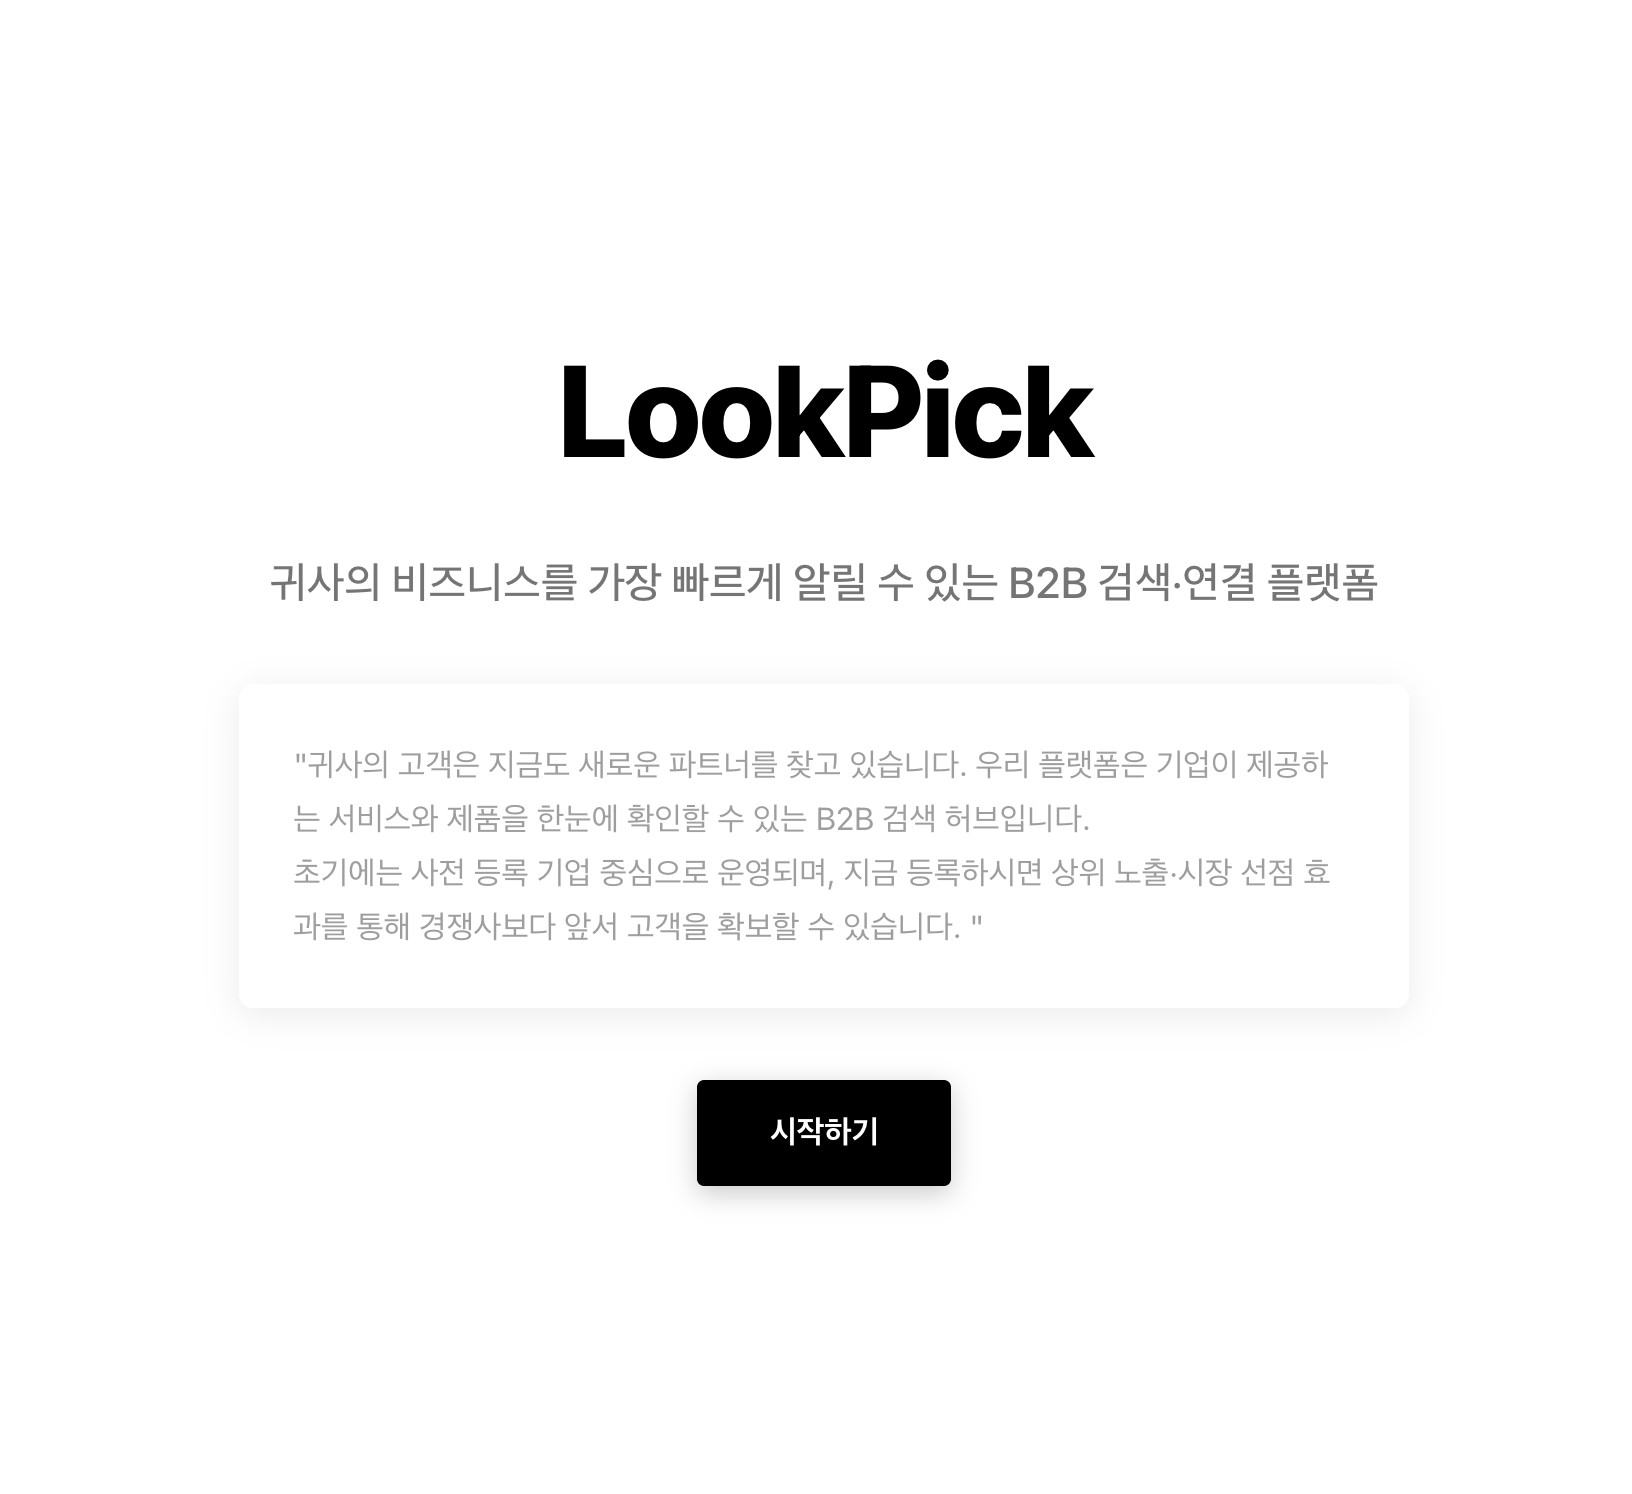 LookPick
귀사의 비즈니스를 가장 빠르게 알릴 수 있는 B2B 검색·연결 플랫폼
"귀사의 고객은 지금도 새로운 파트너를 찾고 있습니다. 우리 플랫폼은 기업이 제공하
는 서비스와 제품을 한눈에 확인할 수 있는 B2B 검색 허브입니다.
초기에는 사전 등록 기업 중심으로 운영되며, 지금 등록하시면 상위 노출·시장 선점 효
과를 통해 경쟁사보다 앞서 고객을 확보할 수 있습니다. "
시작하기